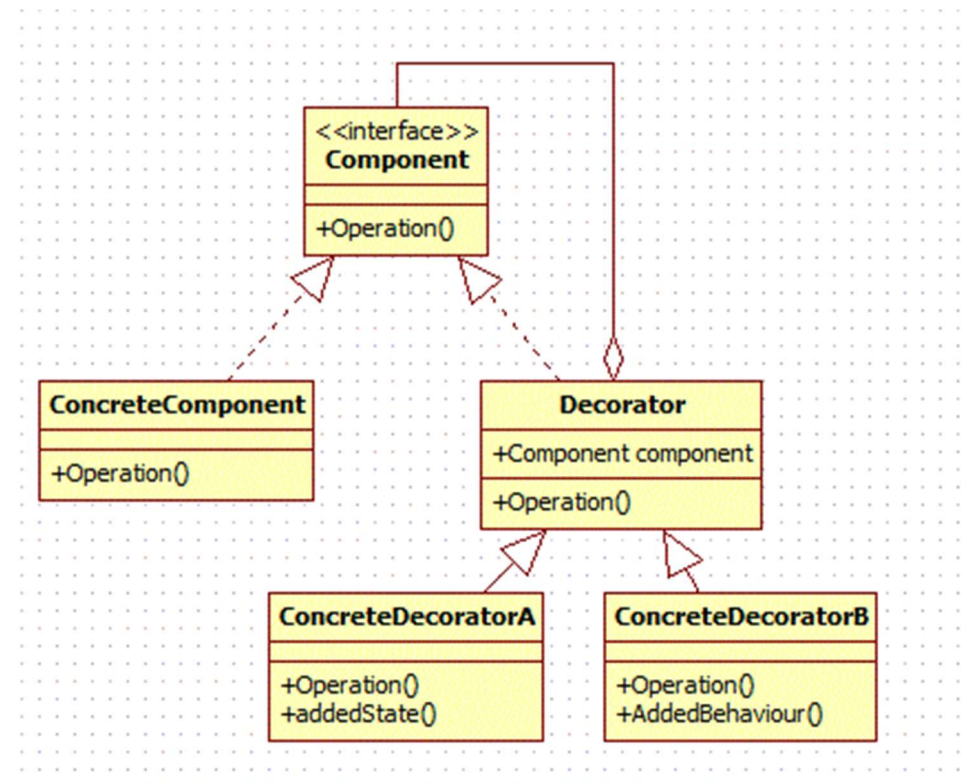 <<interface>>
Component
+Operation()
ConcreteComponent
+Operation()
Decorator
+Component component
+Operation()
ConcreteDecoratorA
+Operation()
+addedState()
ConcreteDecoratorB
+Operation()
+AddedBehaviour()